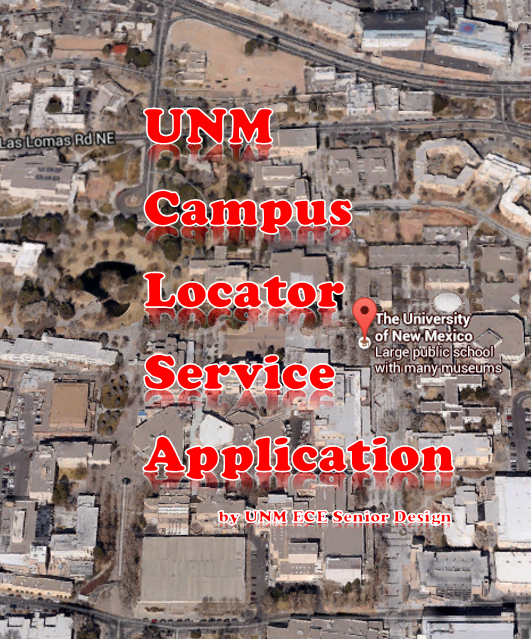 UNM
Las Lomas Rd NE
Campus
Locator
The University
of New Mexico
Large public school
with many museums
Service
Application
by UNM ECE Senior Design